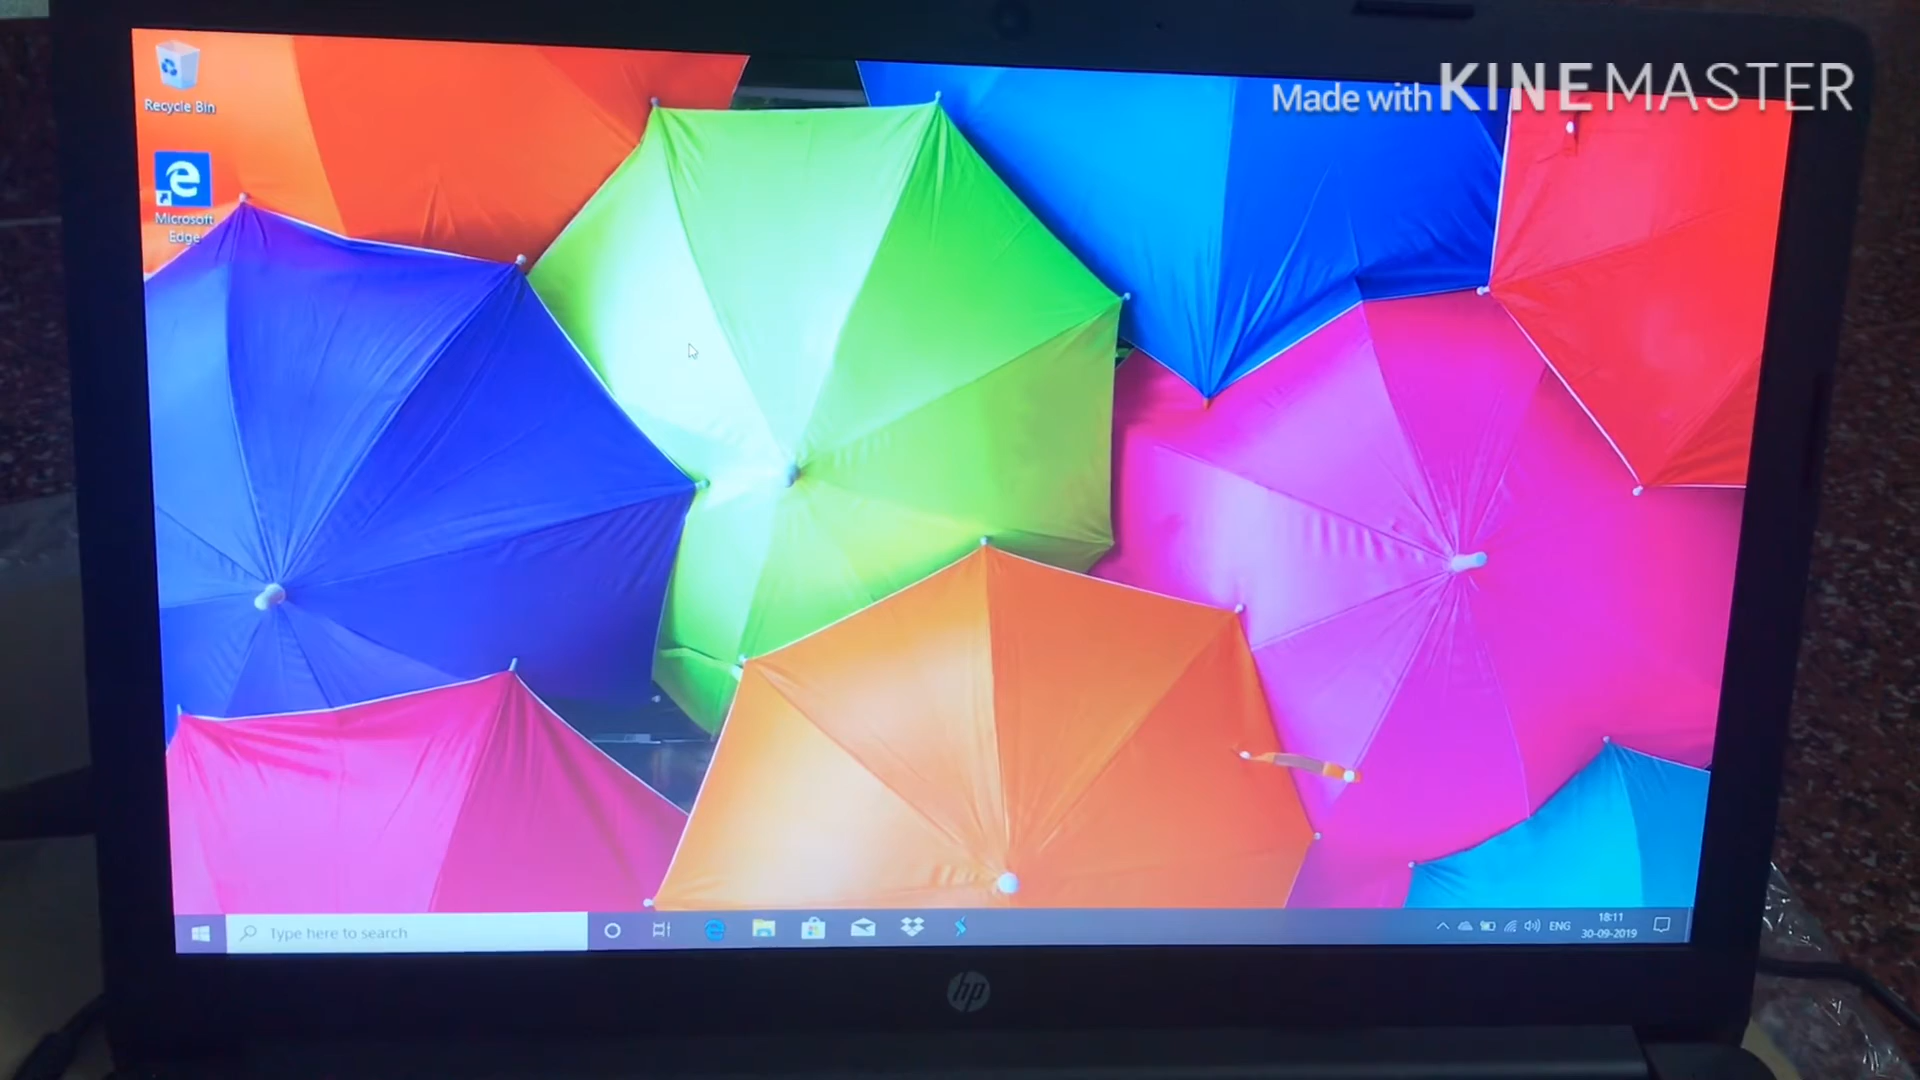 Made with KINEMASTER
Recycle Bin
Microsoft
Edge
Type here to search
ENG
18:11
30-09-2019
hp